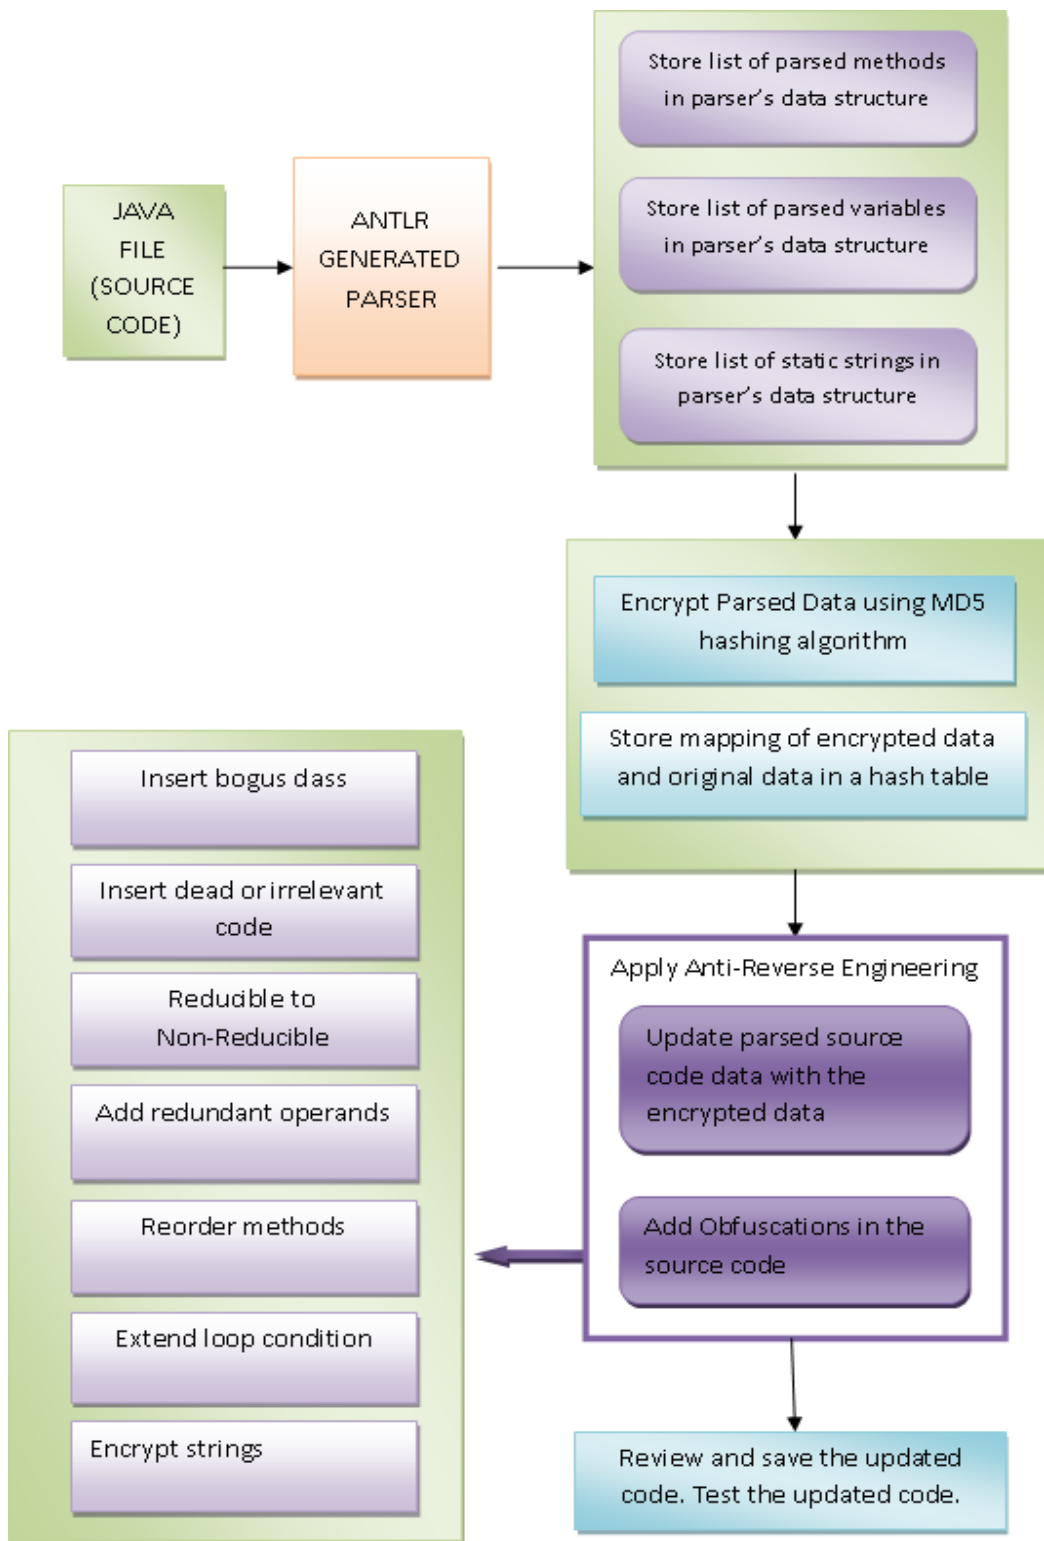 JAVA
FILE
(SOURCE
CODE)
ANTLR
GENERATED
PARSER
Store list of parsed methods
in parser's data structure
Store list of parsed variables
in parser's data structure
Store list of static strings in
parser's data structure
Encrypt Parsed Data using MD5
hashing algorithm
Store mapping of encrypted data
and original data in a hash table
Apply Anti-Reverse Engineering
Update parsed source
code data with the
encrypted data
Add Obfuscations in the
source code
Insert bogus class
Insert dead or irrelevant
code
Reducible to
Non-Reducible
Add redundant operands
Reorder methods
Extend loop condition
Encrypt strings
Review and save the updated
code. Test the updated code.